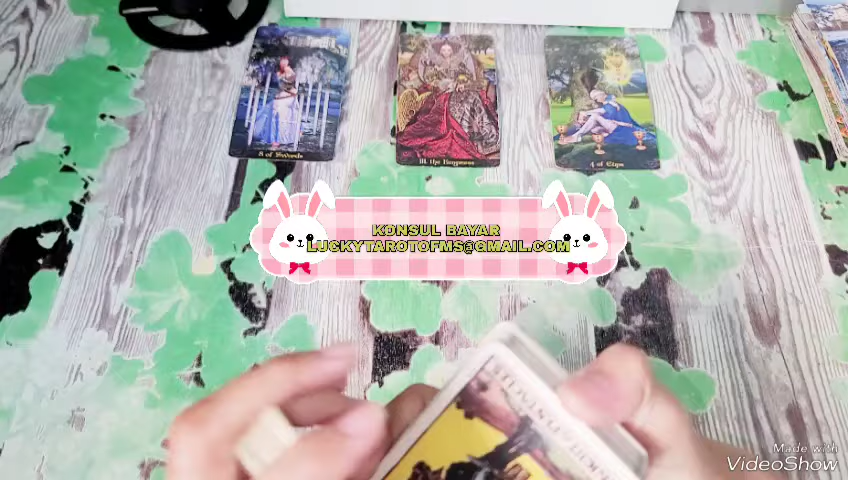 8 of Swords
III. the Empress
4 of Cups
KONSUL BAYAR
LUCKYTAROTOFMS@GMAIL.COM
Made with
VideoShow